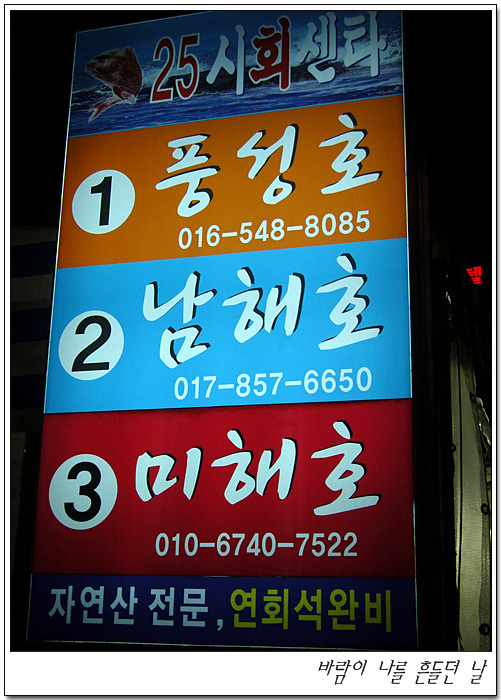 25시회센타
1 풍성호
016-548-8085
2 남해호
017-857-6650
3 미해호
010-6740-7522
자연산 전문, 연회석완비
텔
바람이 나를 흔들던 날